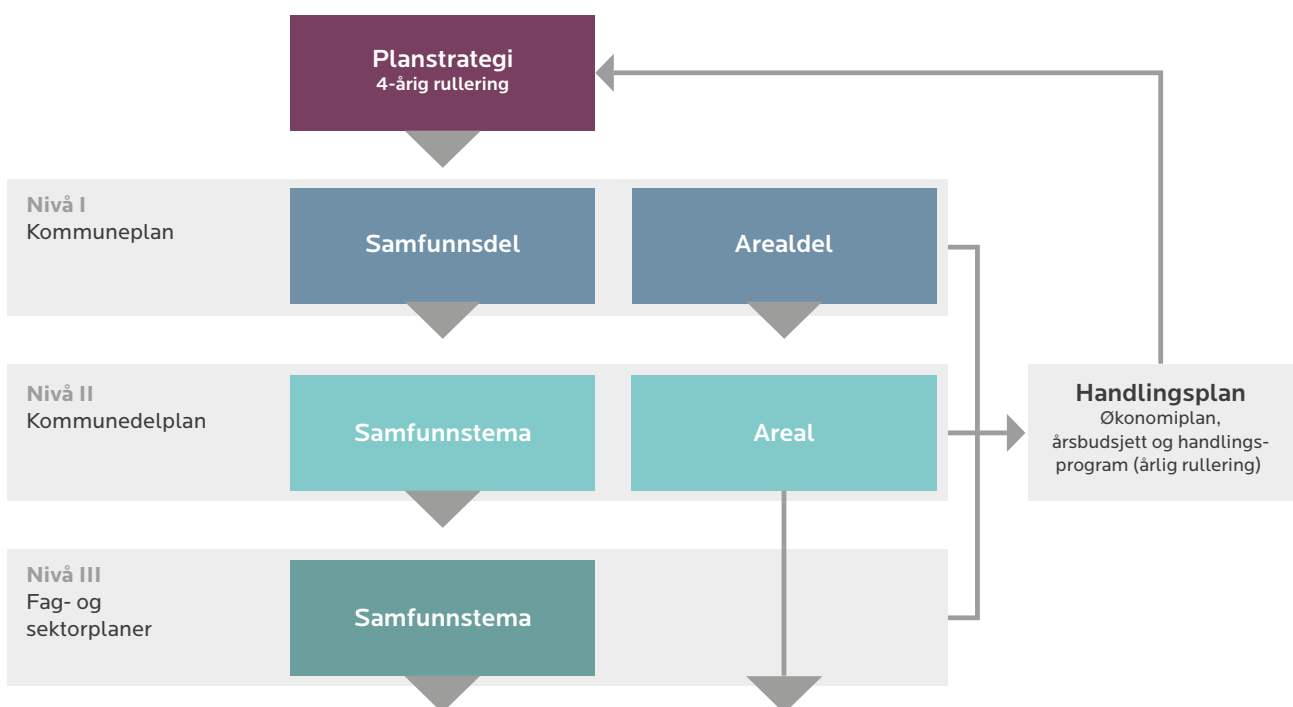 Planstrategi
4-årig rullering
Nivå I
Kommuneplan
Samfunnsdel
Arealdel
Nivå II
Kommunedelplan
Samfunnstema
Areal
Handlingsplan
Økonomiplan,
årsbudsjett og handlings-
program (årlig rullering)
Nivå III
Fag- og
sektorplaner
Samfunnstema